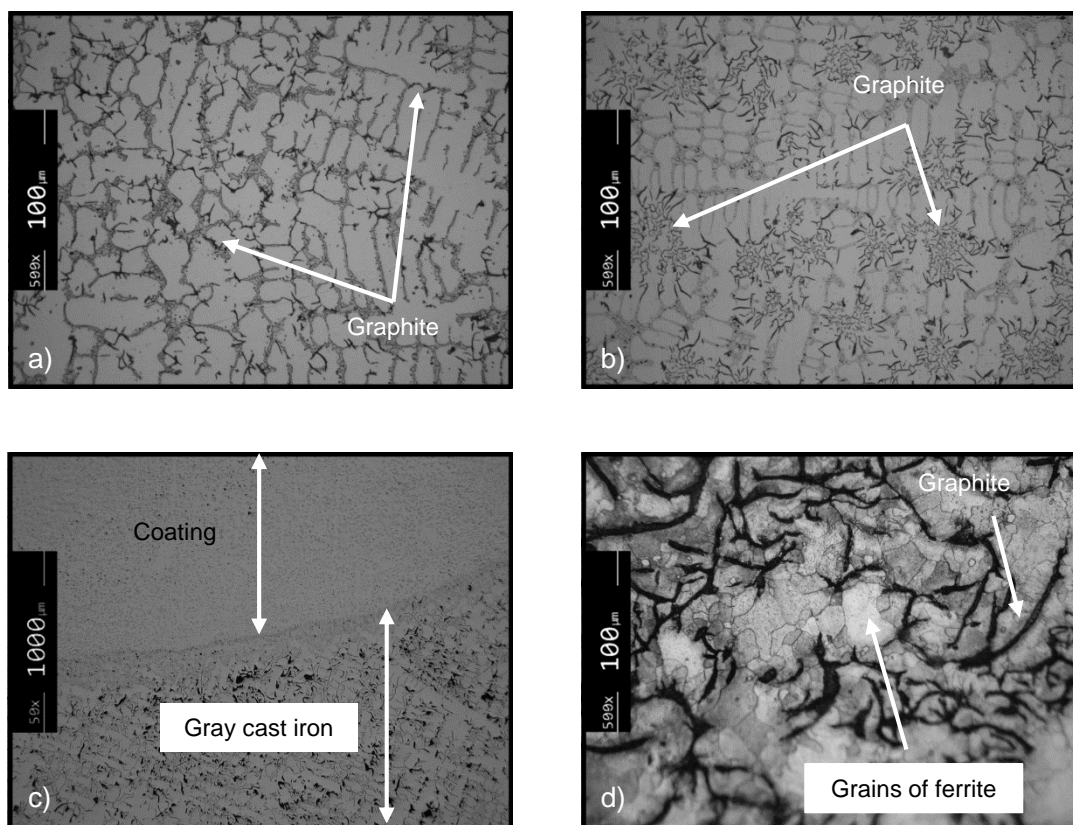 Graphite
100μm
500x
a)
Graphite
100μm
500x
b)
Coating
1000μm
50x
Gray cast iron
c)
Graphite
100μm
500x
Grains of ferrite
d)